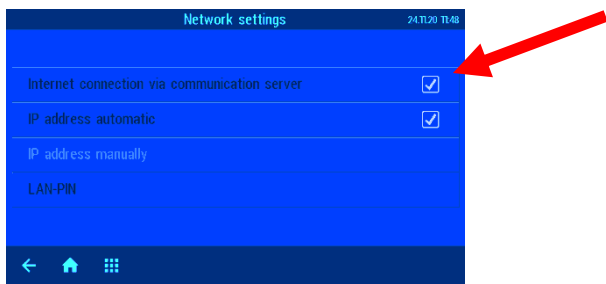 Network settings
24.11.20 11:48
Internet connection via communication server
IP address automatic
IP address manually
LAN-PIN